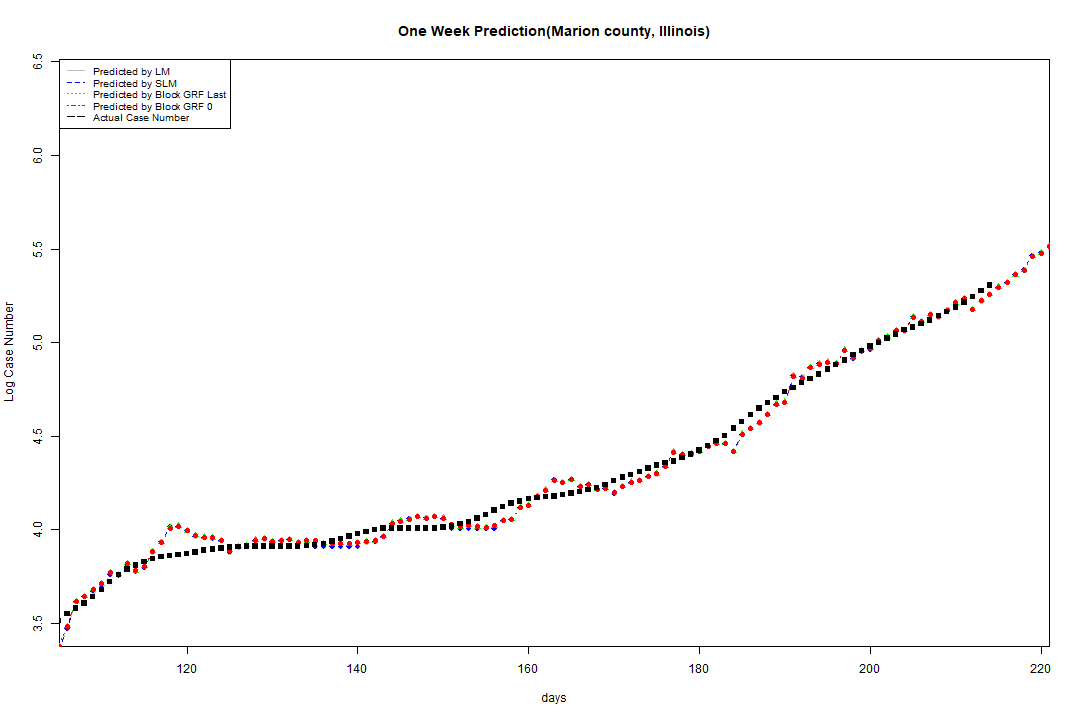 One Week Prediction(Marion county, Illinois)
6.5
Predicted by LM
Predicted by SLM
Predicted by Block GRF Last
Predicted by Block GRF 0
Actual Case Number
6.0
5.5
5.0
4.5
4.0
3.5
Log Case Number
120 140 160 180 200 220
days